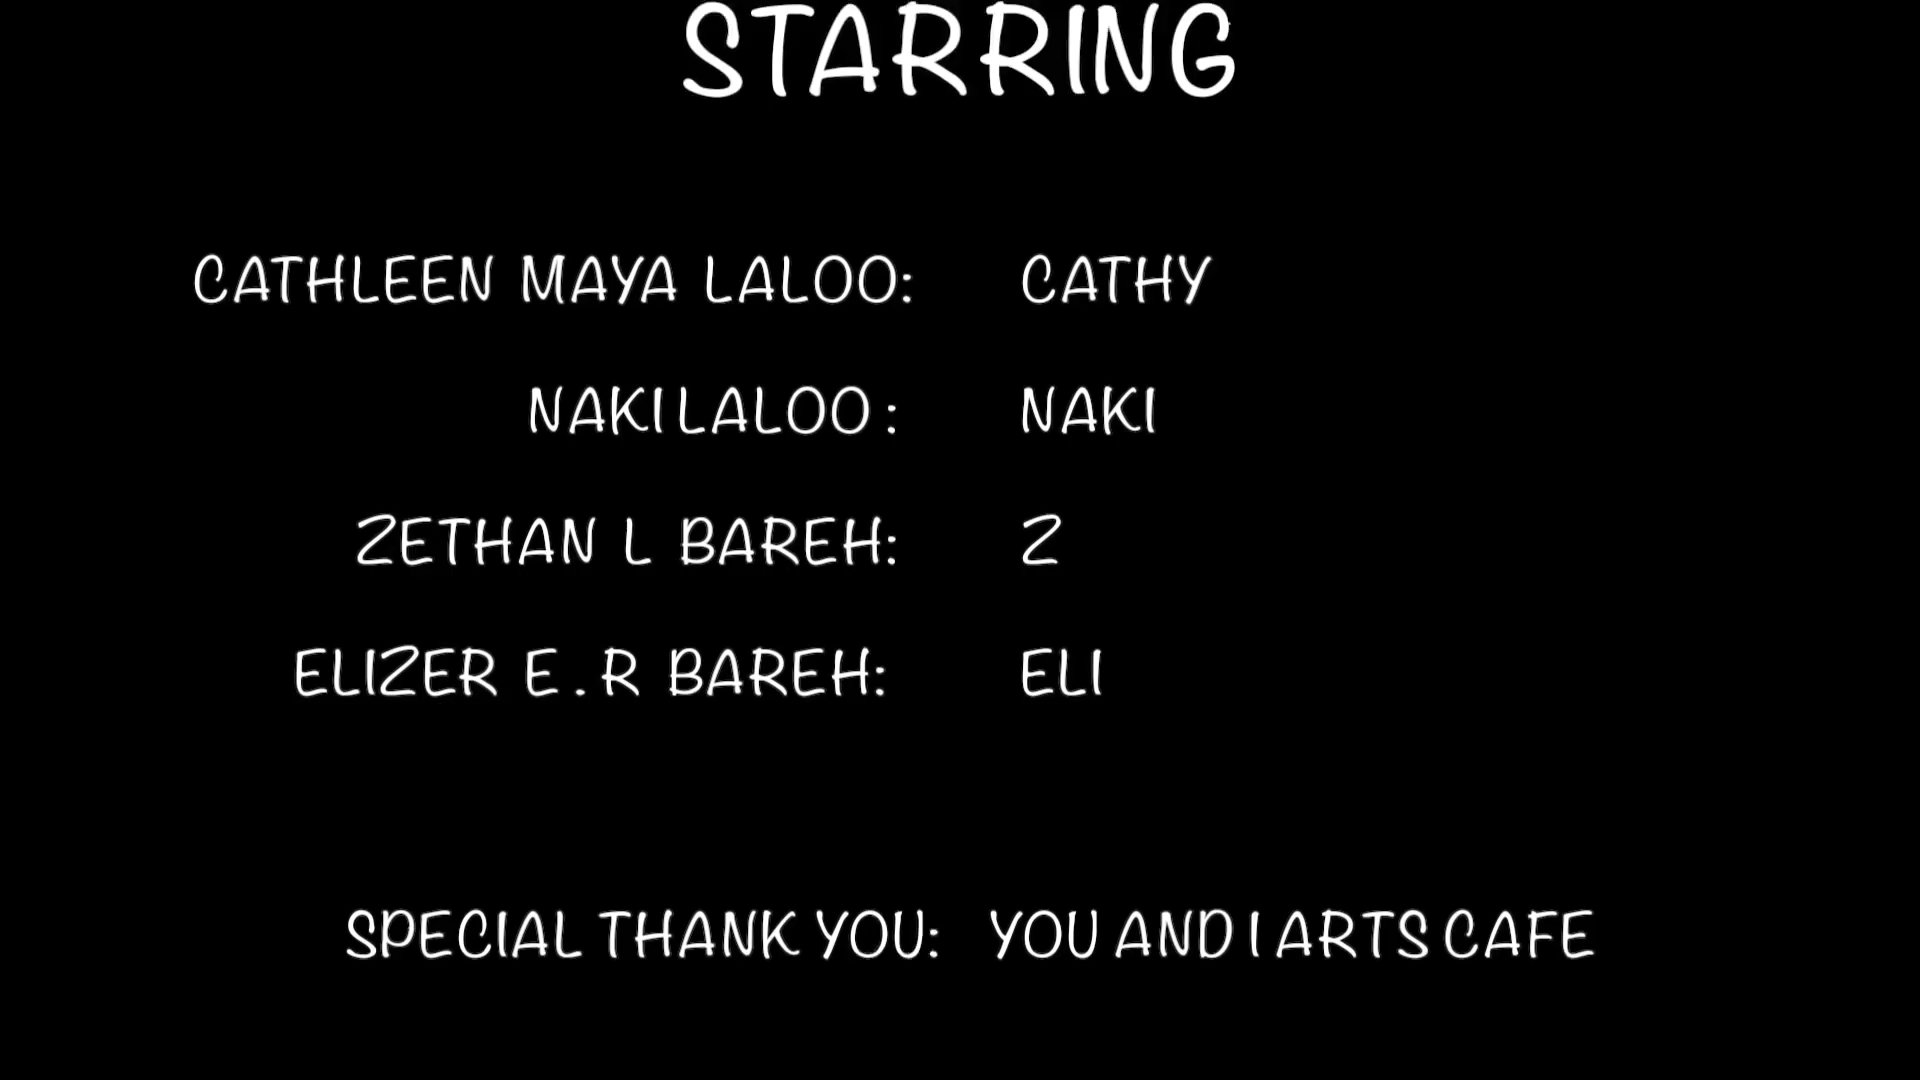 STARRING
CATHLEEN MAYA LALOO: CATHY
NAKI LALOO : NAKI
ZETHAN L BAREH: Z
ELIZER E.R BAREH: ELI
SPECIAL THANK YOU: YOU AND I ARTS CAFE